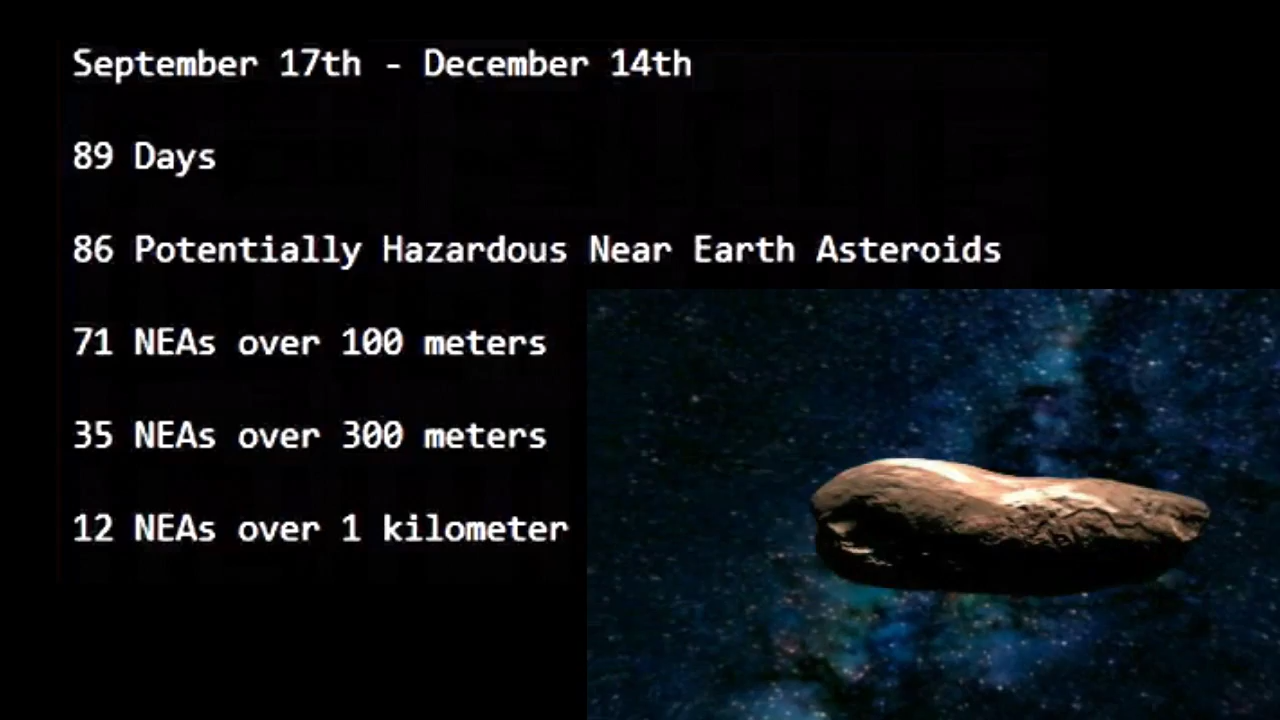 September 17th - December 14th
89 Days
86 Potentially Hazardous Near Earth Asteroids
71 NEAs over 100 meters
35 NEAs over 300 meters
12 NEAs over 1 kilometer